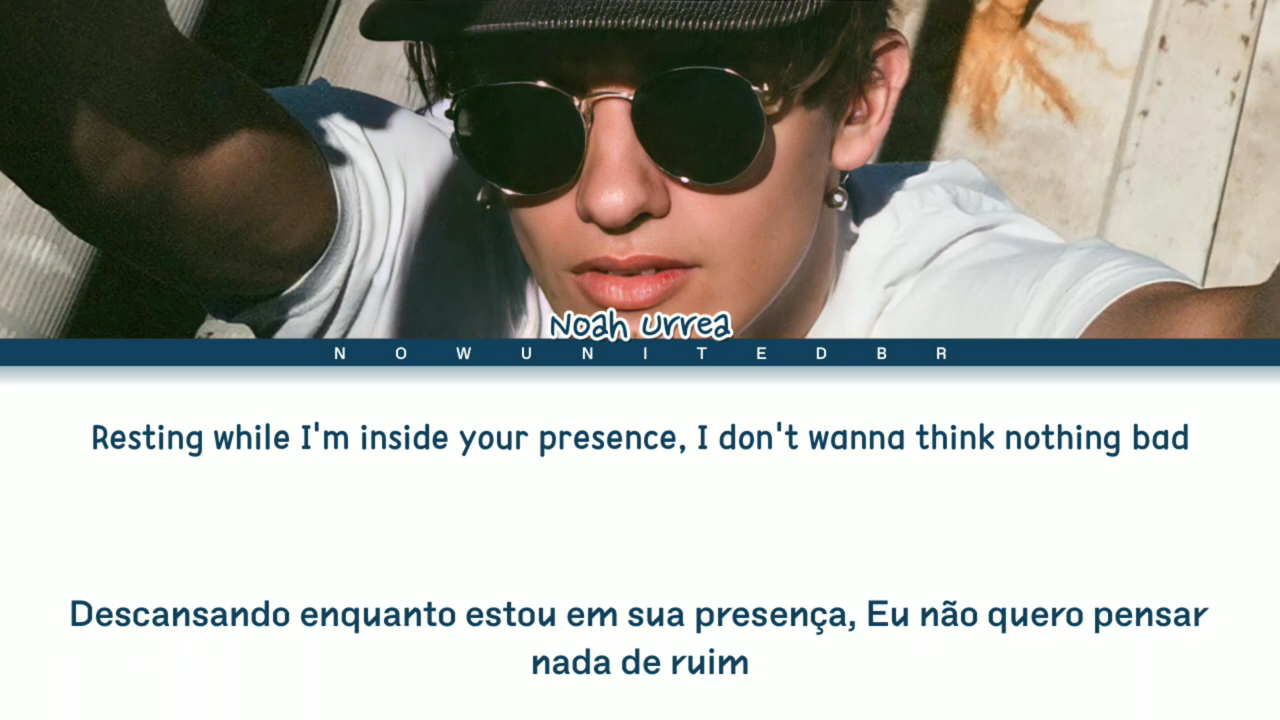 Noah Urrea
NOWUNITEDBR
Resting while I'm inside your presence, I don't wanna think nothing bad
Descansando enquanto estou em sua presença, Eu não quero pensar
nada de ruim